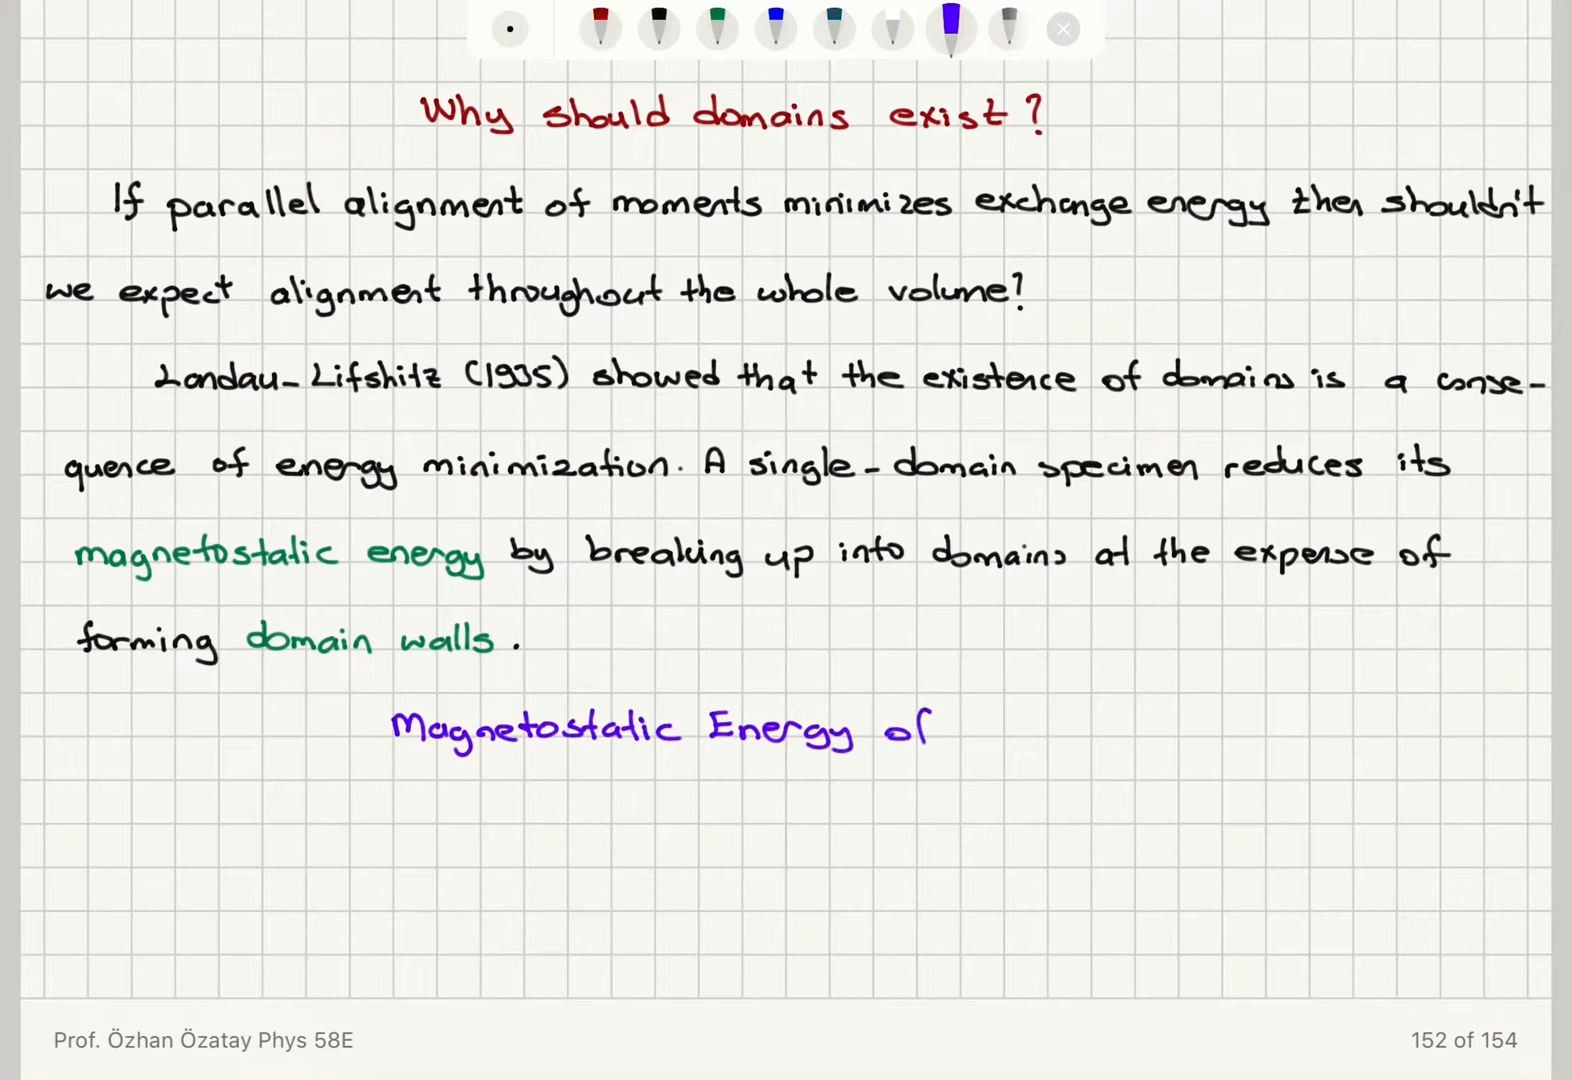 Why should domains exist?
If parallel alignment of moments minimizes exchange energy then shouldn't
we expect alignment throughout the whole volume?
Landau-Lifshitz (1935) showed that the existence of domains is a conse-
quence of energy minimization. A single-domain specimen reduces its
magnetostatic energy by breaking up into domains at the expense of
forming domain walls.
Magnetostatic Energy of
Prof. Özhan Özatay Phys 58E
152 of 154